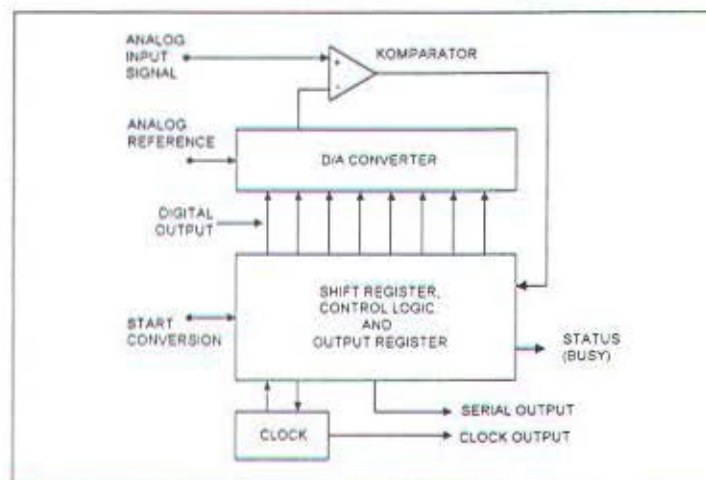 ANALOG
INPUT
SIGNAL
KOMPARATOR
+
-
ANALOG
REFERENCE
D/A CONVERTER
DIGITAL
OUTPUT
SHIFT REGISTER,
CONTROL LOGIC
AND
OUTPUT REGISTER
START
CONVERSION
STATUS
(BUSY)
SERIAL OUTPUT
CLOCK
CLOCK OUTPUT